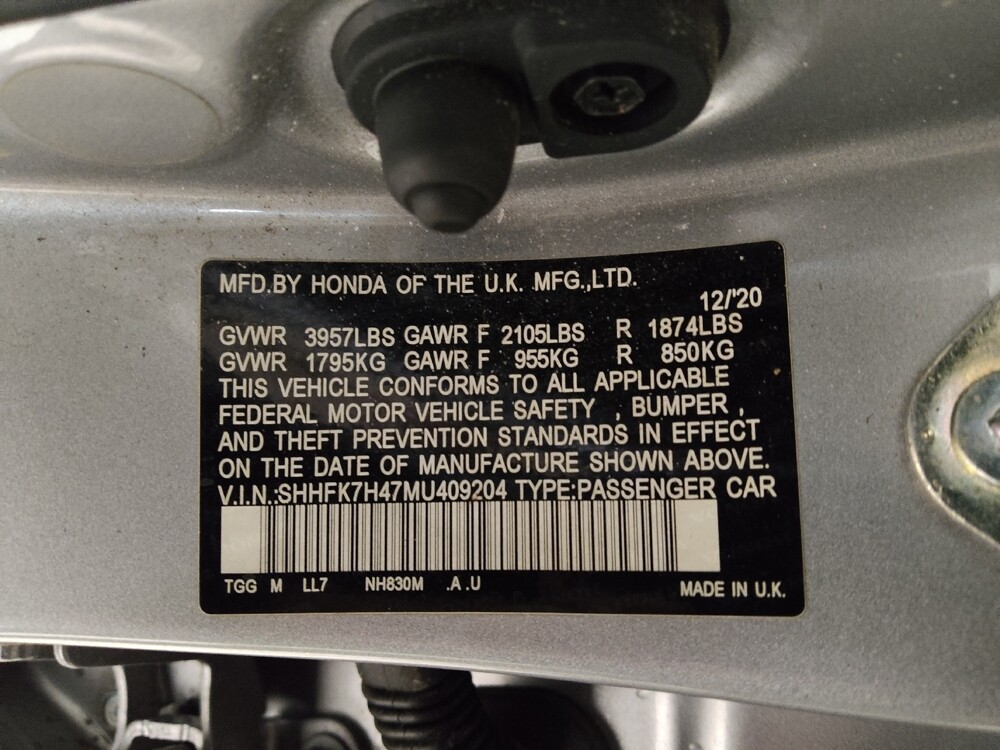 MFD.BY HONDA OF THE U.K. MFG.,LTD.
12/'20
GVWR 3957LBS GAWR F 2105LBS R 1874LBS
GVWR 1795KG GAWR F 955KG R 850KG
THIS VEHICLE CONFORMS TO ALL APPLICABLE
FEDERAL MOTOR VEHICLE SAFETY , BUMPER ,
AND THEFT PREVENTION STANDARDS IN EFFECT
ON THE DATE OF MANUFACTURE SHOWN ABOVE.
V.I.N.:SHHFK7H47MU409204 TYPE:PASSENGER CAR
TGG M LL7 NH830M .A .U MADE IN U.K.